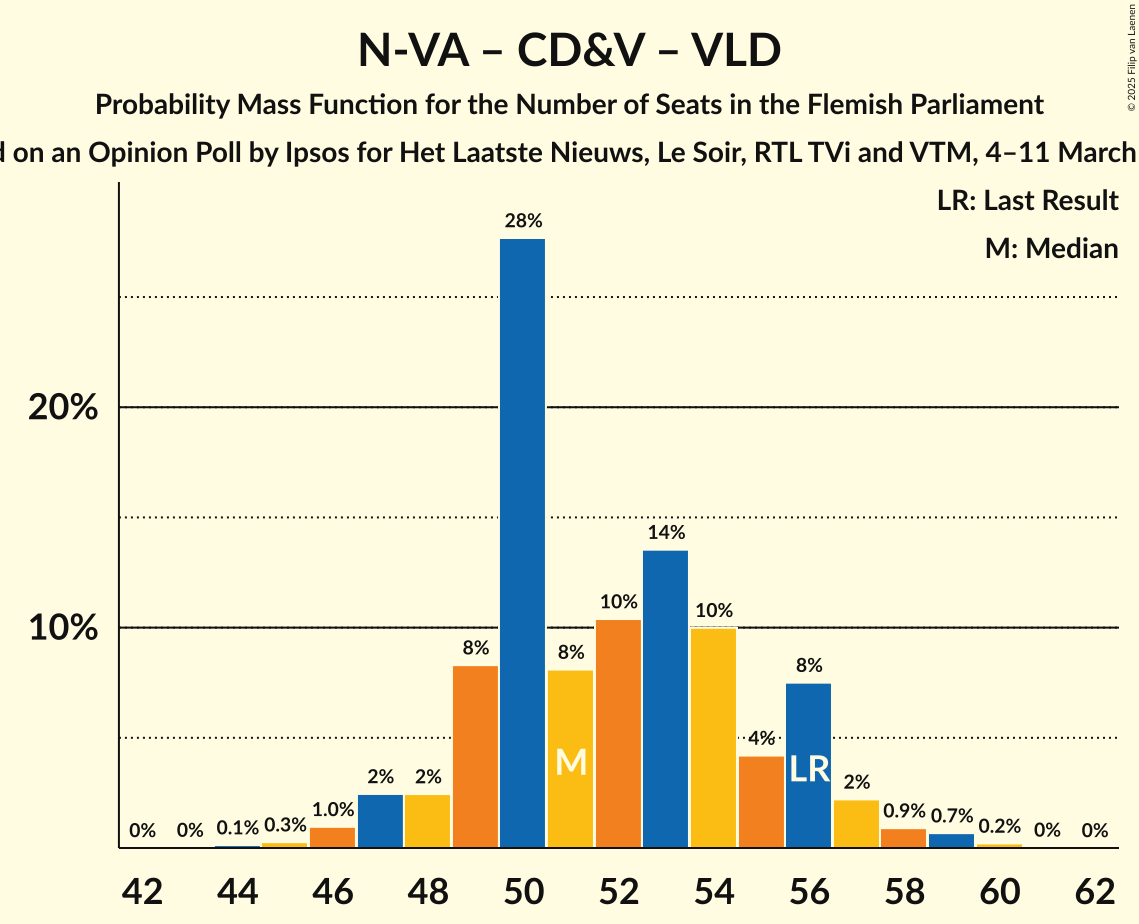 N-VA – CD&V – VLD
Probability Mass Function for the Number of Seats in the Flemish Parliament
on an Opinion Poll by Ipsos for Het Laatste Nieuws, Le Soir, RTL TVi and VTM, 4–11 March
© 2025 Filip van Laenen
LR: Last Result
M: Median
28%
20%
14%
10%
10%
10%
8%
8%
8%
4%
M
LR
2%
2%
2%
1.0%
0.9%
0.7%
0%
0%
0.1%
0.3%
0.2%
0%
0%
42 44 46 48 50 52 54 56 58 60 62